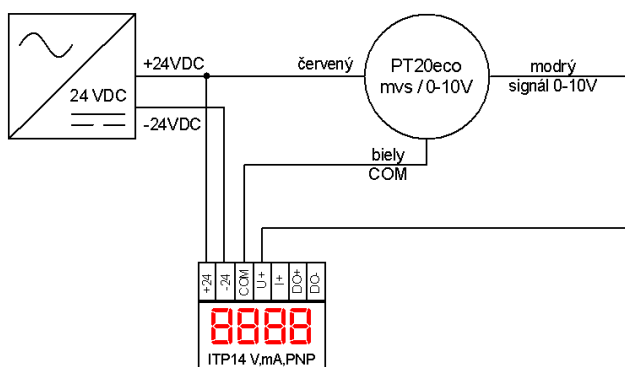 +24VDC
24 VDC
-24VDC
červený
PT20eco
mvs / 0-10V
modrý
signál 0-10V
biely
COM
+24
-24
COM
U+
I+
DO+
DO-
8888
ITP14 V,mA,PNP